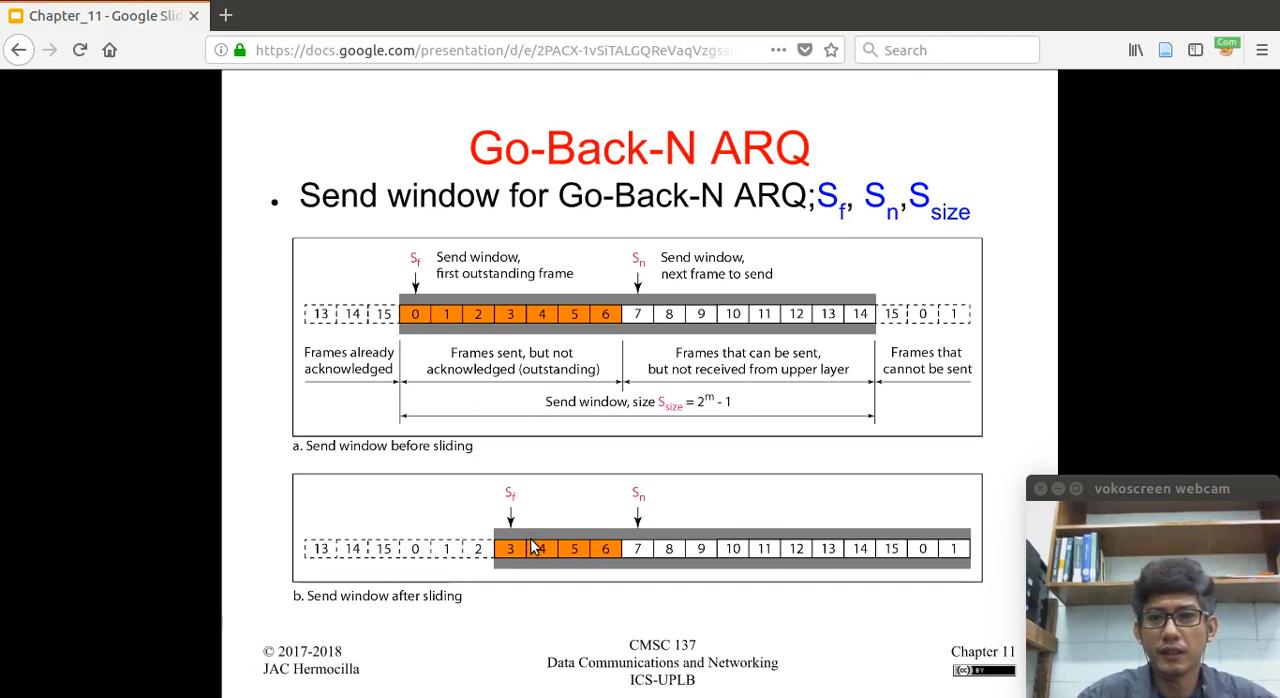 Chapter_11 - Google Slid
https://docs.google.com/presentation/d/e/2PACX-1vSiTALGQReVaqVzgssi
Search
Com
Go-Back-N ARQ
• Send window for Go-Back-N ARQ;Sf, Sn,Ssize
Sf Send window, first outstanding frame
Sn Send window, next frame to send
13 14 15 0 1 2 3 4 5 6 7 8 9 10 11 12 13 14 15 0 1
Frames already acknowledged
Frames sent, but not acknowledged (outstanding)
Frames that can be sent, but not received from upper layer
Frames that cannot be sent
Send window, size Ssize = 2m - 1
a. Send window before sliding
Sf Sn
13 14 15 0 1 2 3 4 5 6 7 8 9 10 11 12 13 14 15 0 1
b. Send window after sliding
vokoscreen webcam
© 2017-2018
JAC Hermocilla
CMSC 137
Data Communications and Networking
ICS-UPLB
Chapter 11
cc BY